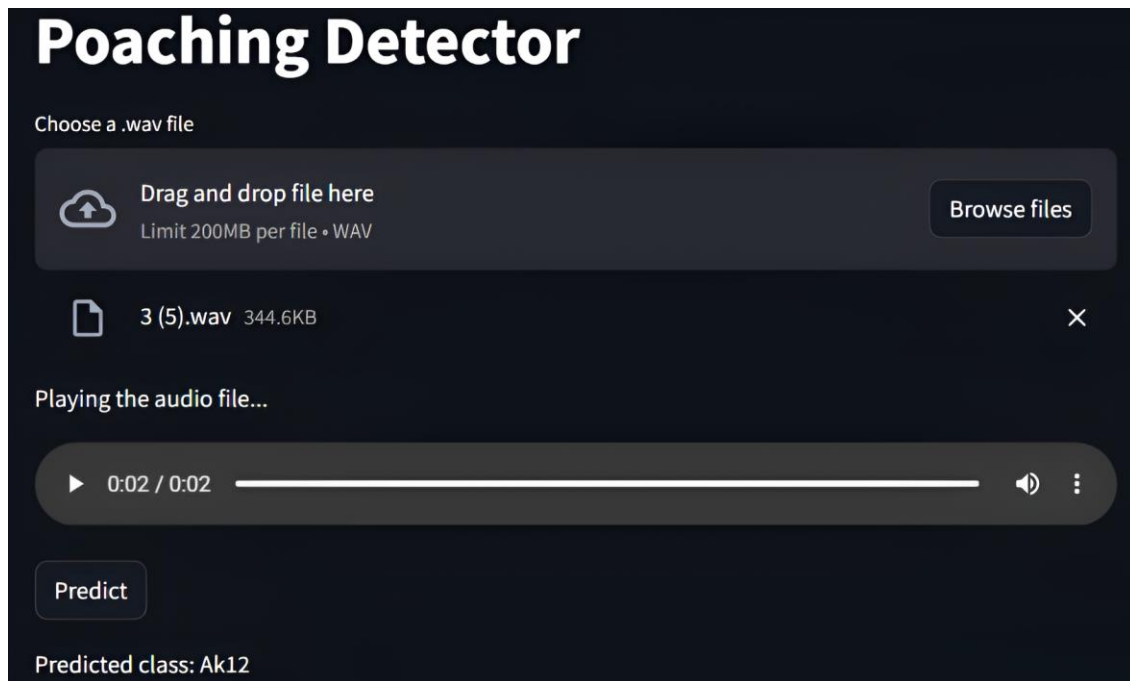 Poaching Detector
Choose a .wav file
Drag and drop file here
Limit 200MB per file • WAV
Browse files
3 (5).wav 344.6KB
Playing the audio file...
0:02 / 0:02
Predict
Predicted class: Ak12